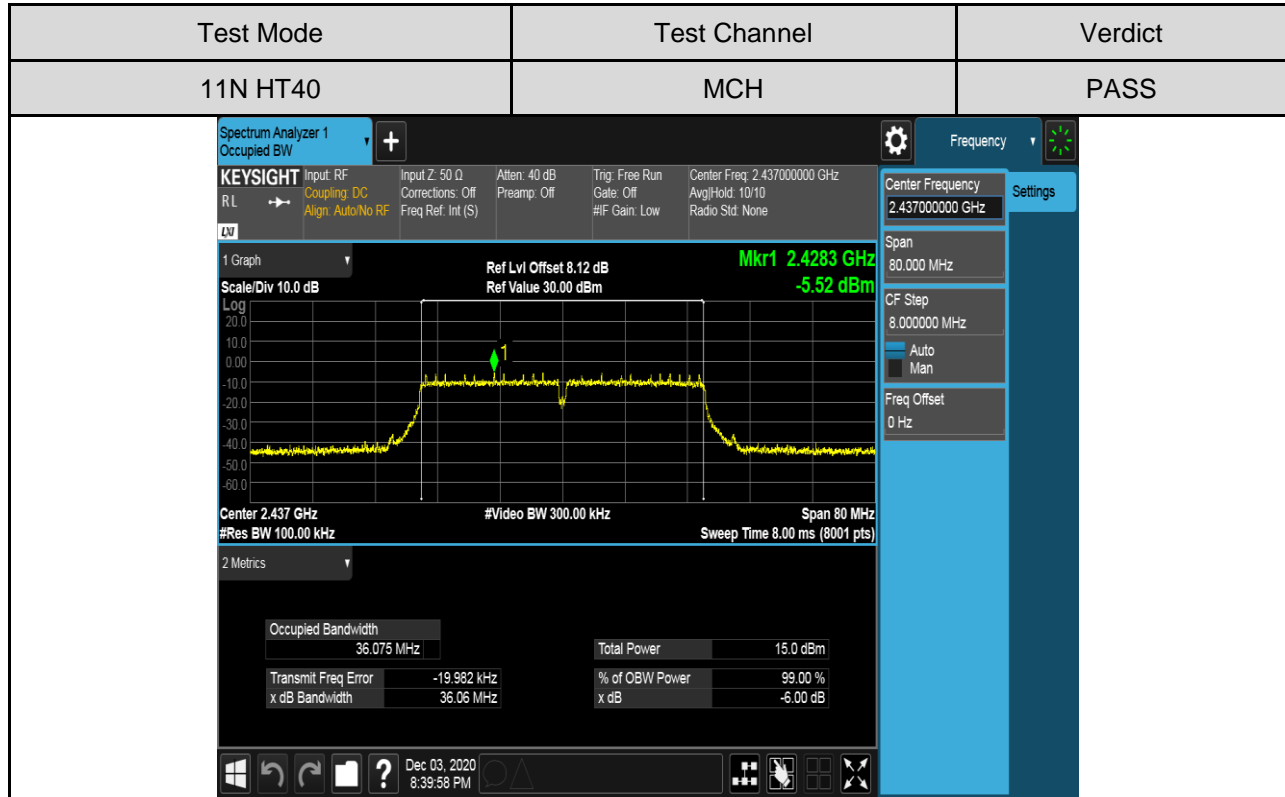 Test Mode Test Channel Verdict
11N HT40 MCH PASS
Spectrum Analyzer 1
Occupied BW
+
Frequency
KEYSIGHT Input: RF Input Z: 50 Ω Atten: 40 dB Trig: Free Run Center Freq: 2.437000000 GHz
RL Coupling: DC Corrections: Off Preamp: Off Gate: Off Avg|Hold: 10/10
Align: Auto/No RF Freq Ref: Int (S) #IF Gain: Low Radio Std: None
LXI
Center Frequency
2.437000000 GHz
Settings
Span
80.000 MHz
CF Step
8.000000 MHz
Auto
Man
Freq Offset
0 Hz
1 Graph
Ref Lvl Offset 8.12 dB
Mkr1 2.4283 GHz
Scale/Div 10.0 dB Ref Value 30.00 dBm -5.52 dBm
Log
20.0
10.0
0.00
-10.0
-20.0
-30.0
-40.0
-50.0
-60.0
1
Center 2.437 GHz #Video BW 300.00 kHz Span 80 MHz
#Res BW 100.00 kHz Sweep Time 8.00 ms (8001 pts)
2 Metrics
Occupied Bandwidth
36.075 MHz
Total Power 15.0 dBm
Transmit Freq Error -19.982 kHz % of OBW Power 99.00 %
x dB Bandwidth 36.06 MHz x dB -6.00 dB
? Dec 03, 2020
8:39:58 PM